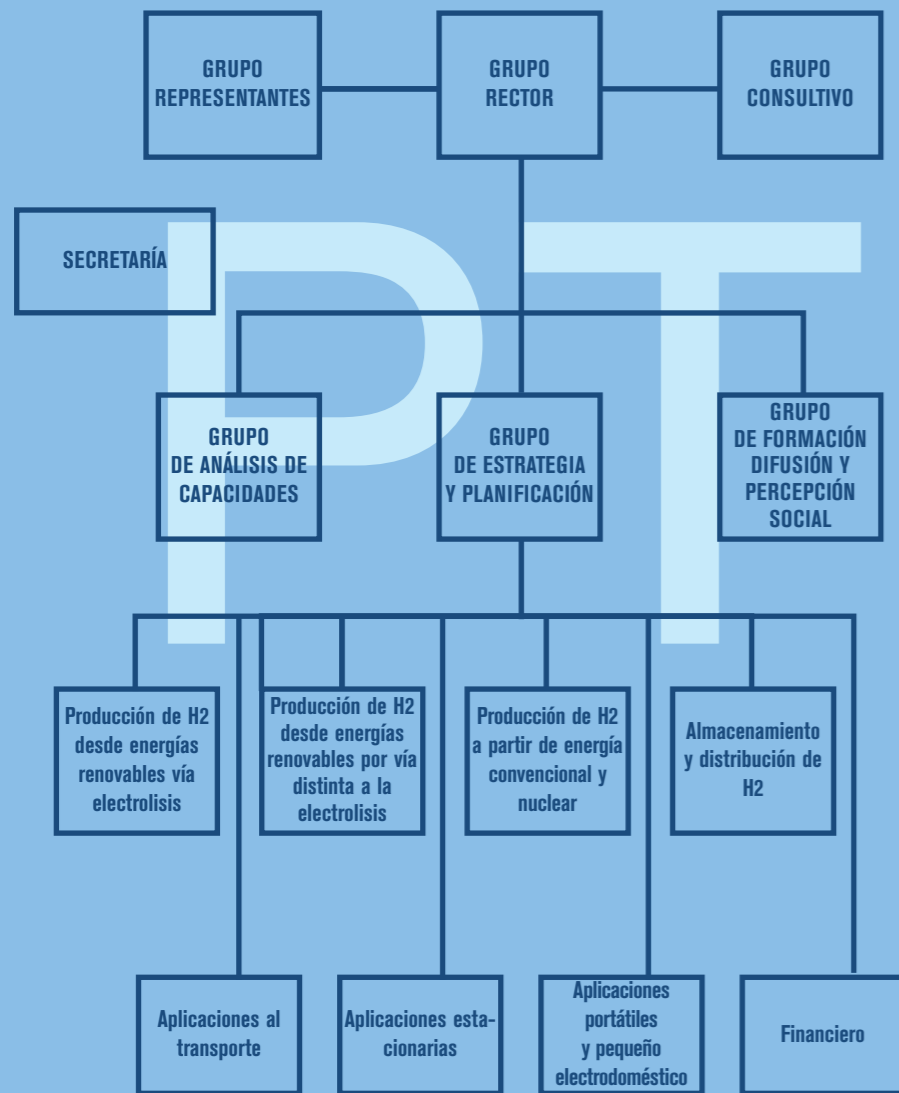 GRUPO
REPRESENTANTES
GRUPO
RECTOR
GRUPO
CONSULTIVO
PT
SECRETARÍA
GRUPO
DE ANÁLISIS DE
CAPACIDADES
GRUPO
DE ESTRATEGIA
Y PLANIFICACIÓN
GRUPO
DE FORMACIÓN
DIFUSIÓN Y
PERCEPCIÓN
SOCIAL
Producción de H2
desde energías
renovables vía
electrolisis
Producción de H2
desde energías
renovables por vía
distinta a la
electrolisis
Producción de H2
a partir de energía
convencional y
nuclear
Almacenamiento
y distribución de
H2
Aplicaciones al
transporte
Aplicaciones esta-
cionarias
Aplicaciones
portátiles
y pequeño
electrodoméstico
Financiero